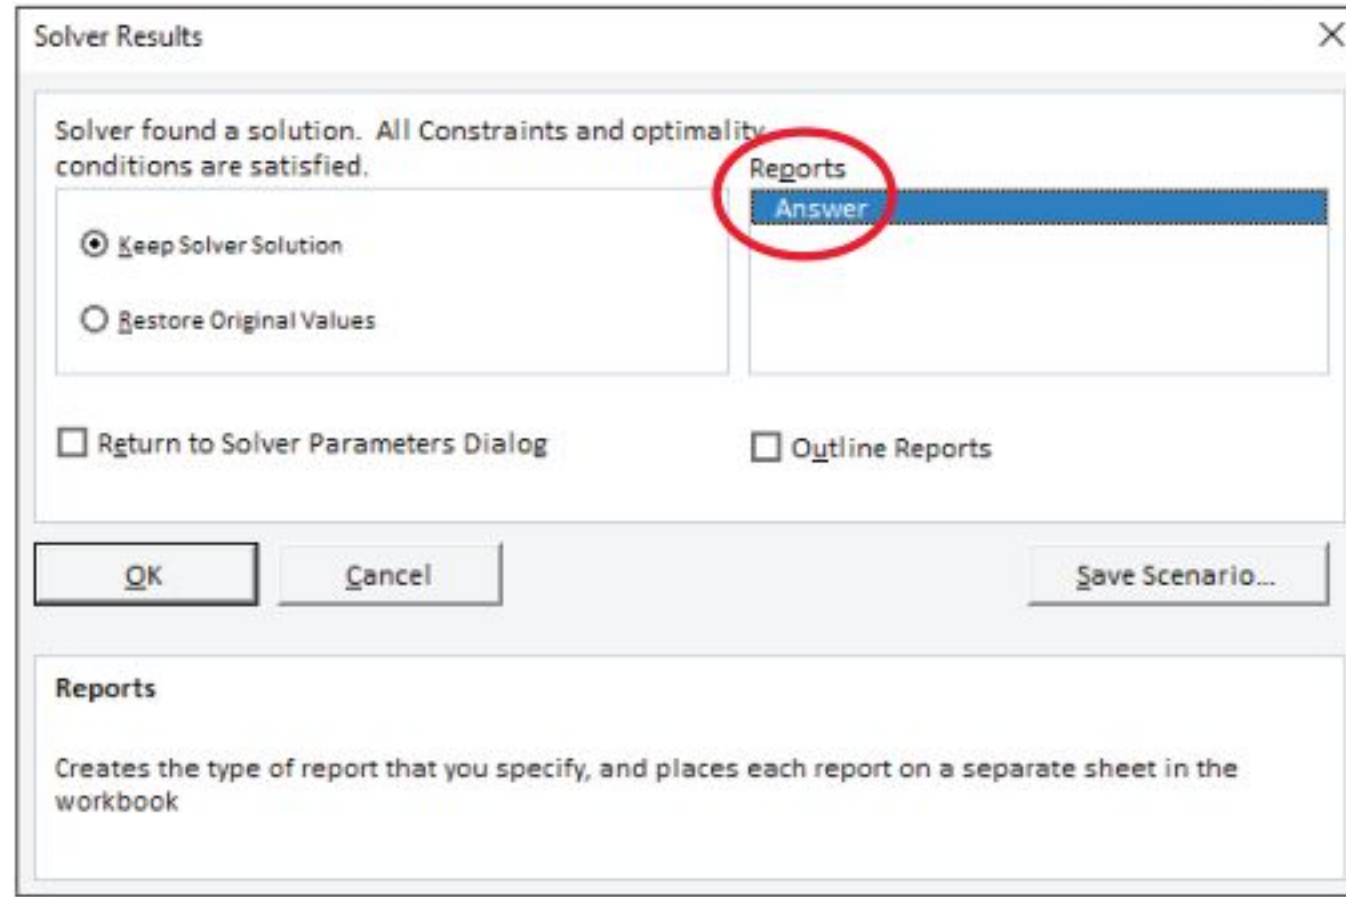 Solver Results
Solver found a solution.  All Constraints and optimality
conditions are satisfied.
Reports
Answer
Keep Solver Solution
Restore Original Values
Return to Solver Parameters Dialog
Outline Reports
OK
Cancel
Save Scenario...
Reports
Creates the type of report that you specify, and places each report on a separate sheet in the
workbook